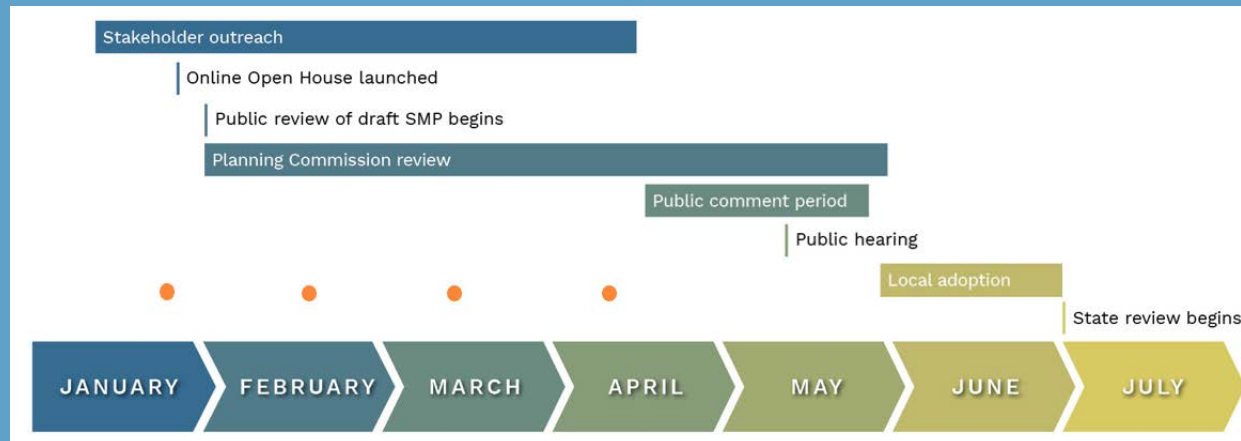 Stakeholder outreach
Online Open House launched
Public review of draft SMP begins
Planning Commission review
Public comment period
Public hearing
Local adoption
State review begins
JANUARY FEBRUARY MARCH APRIL MAY JUNE JULY